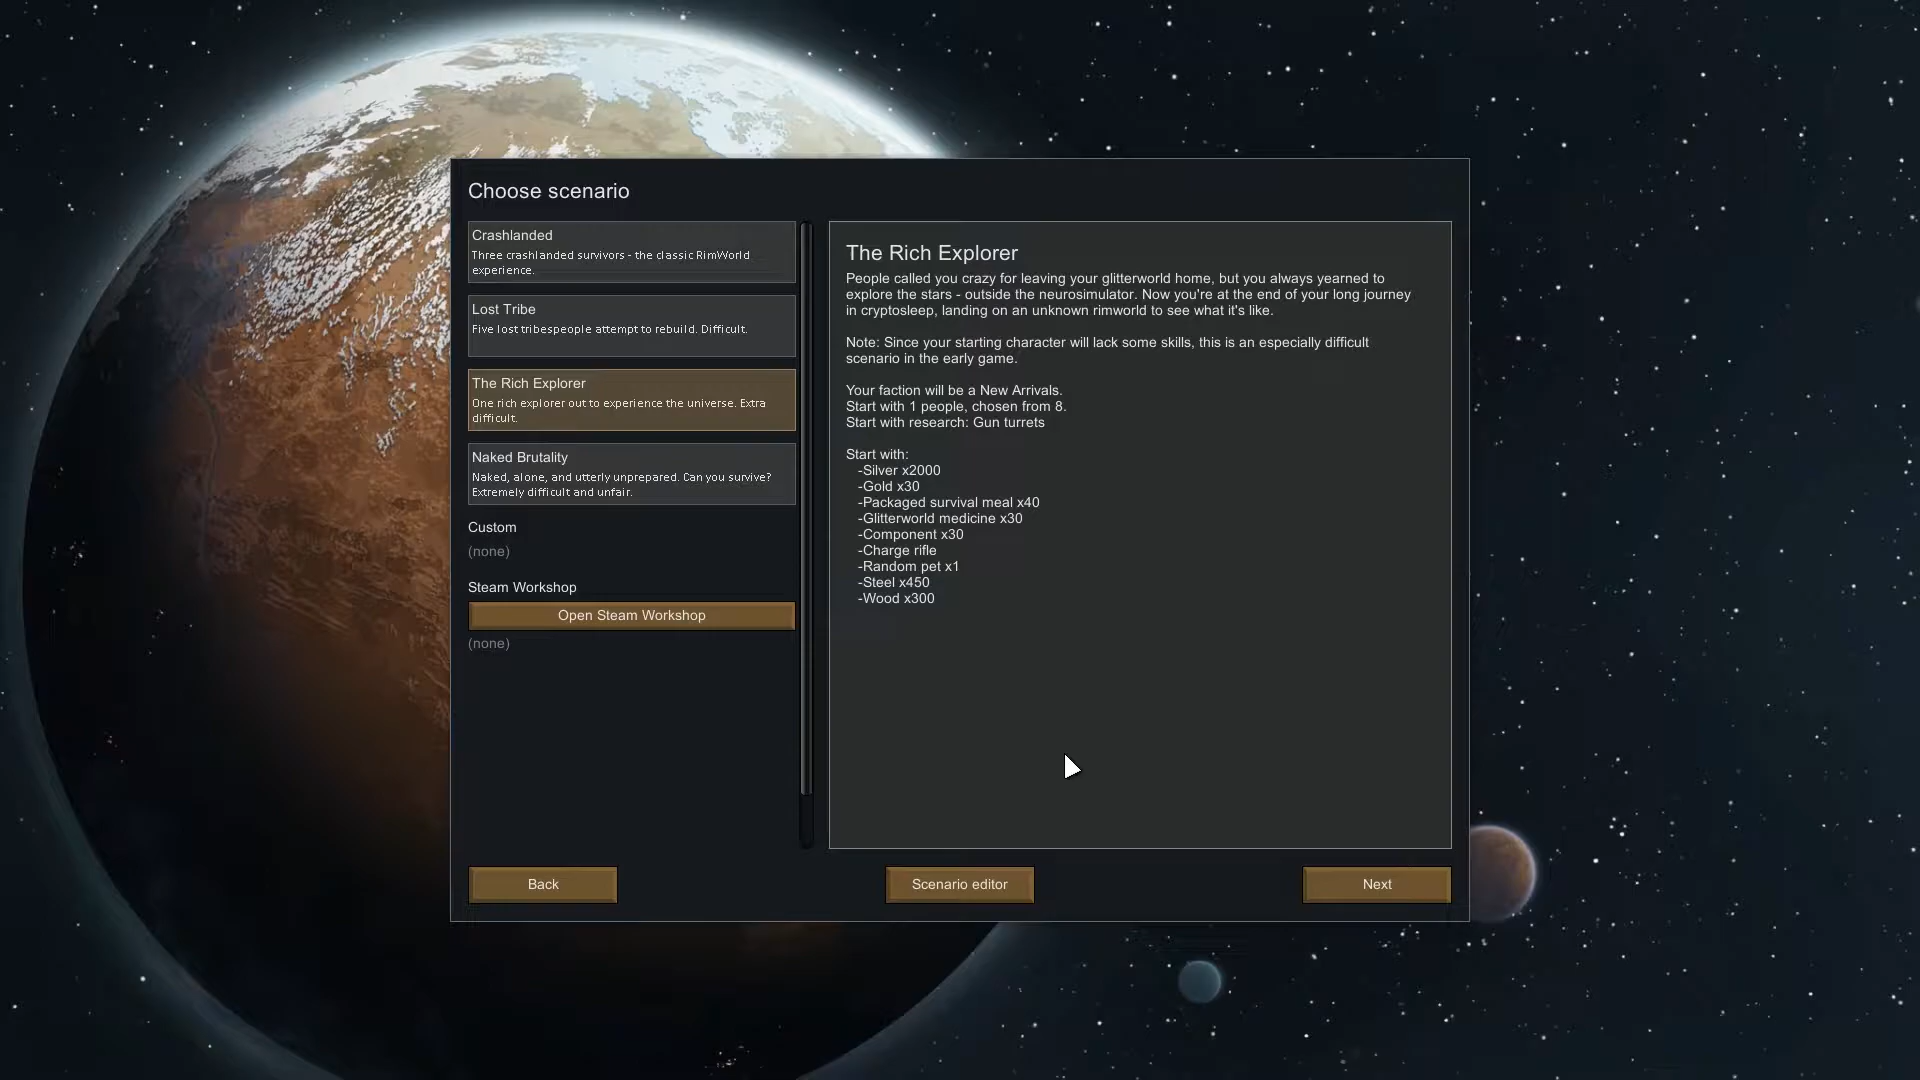 Choose scenario
Crashlanded
Three crashlanded survivors - the classic RimWorld
experience.
Lost Tribe
Five lost tribespeople attempt to rebuild. Difficult.
The Rich Explorer
One rich explorer out to experience the universe. Extra
difficult.
Naked Brutality
Naked, alone, and utterly unprepared. Can you survive?
Extremely difficult and unfair.
Custom
(none)
Steam Workshop
Open Steam Workshop
(none)
The Rich Explorer
People called you crazy for leaving your glitterworld home, but you always yearned to
explore the stars - outside the neurosimulator. Now you're at the end of your long journey
in cryptosleep, landing on an unknown rimworld to see what it's like.
Note: Since your starting character will lack some skills, this is an especially difficult
scenario in the early game.
Your faction will be a New Arrivals.
Start with 1 people, chosen from 8.
Start with research: Gun turrets
Start with:
-Silver x2000
-Gold x30
-Packaged survival meal x40
-Glitterworld medicine x30
-Component x30
-Charge rifle
-Random pet x1
-Steel x450
-Wood x300
Back
Scenario editor
Next